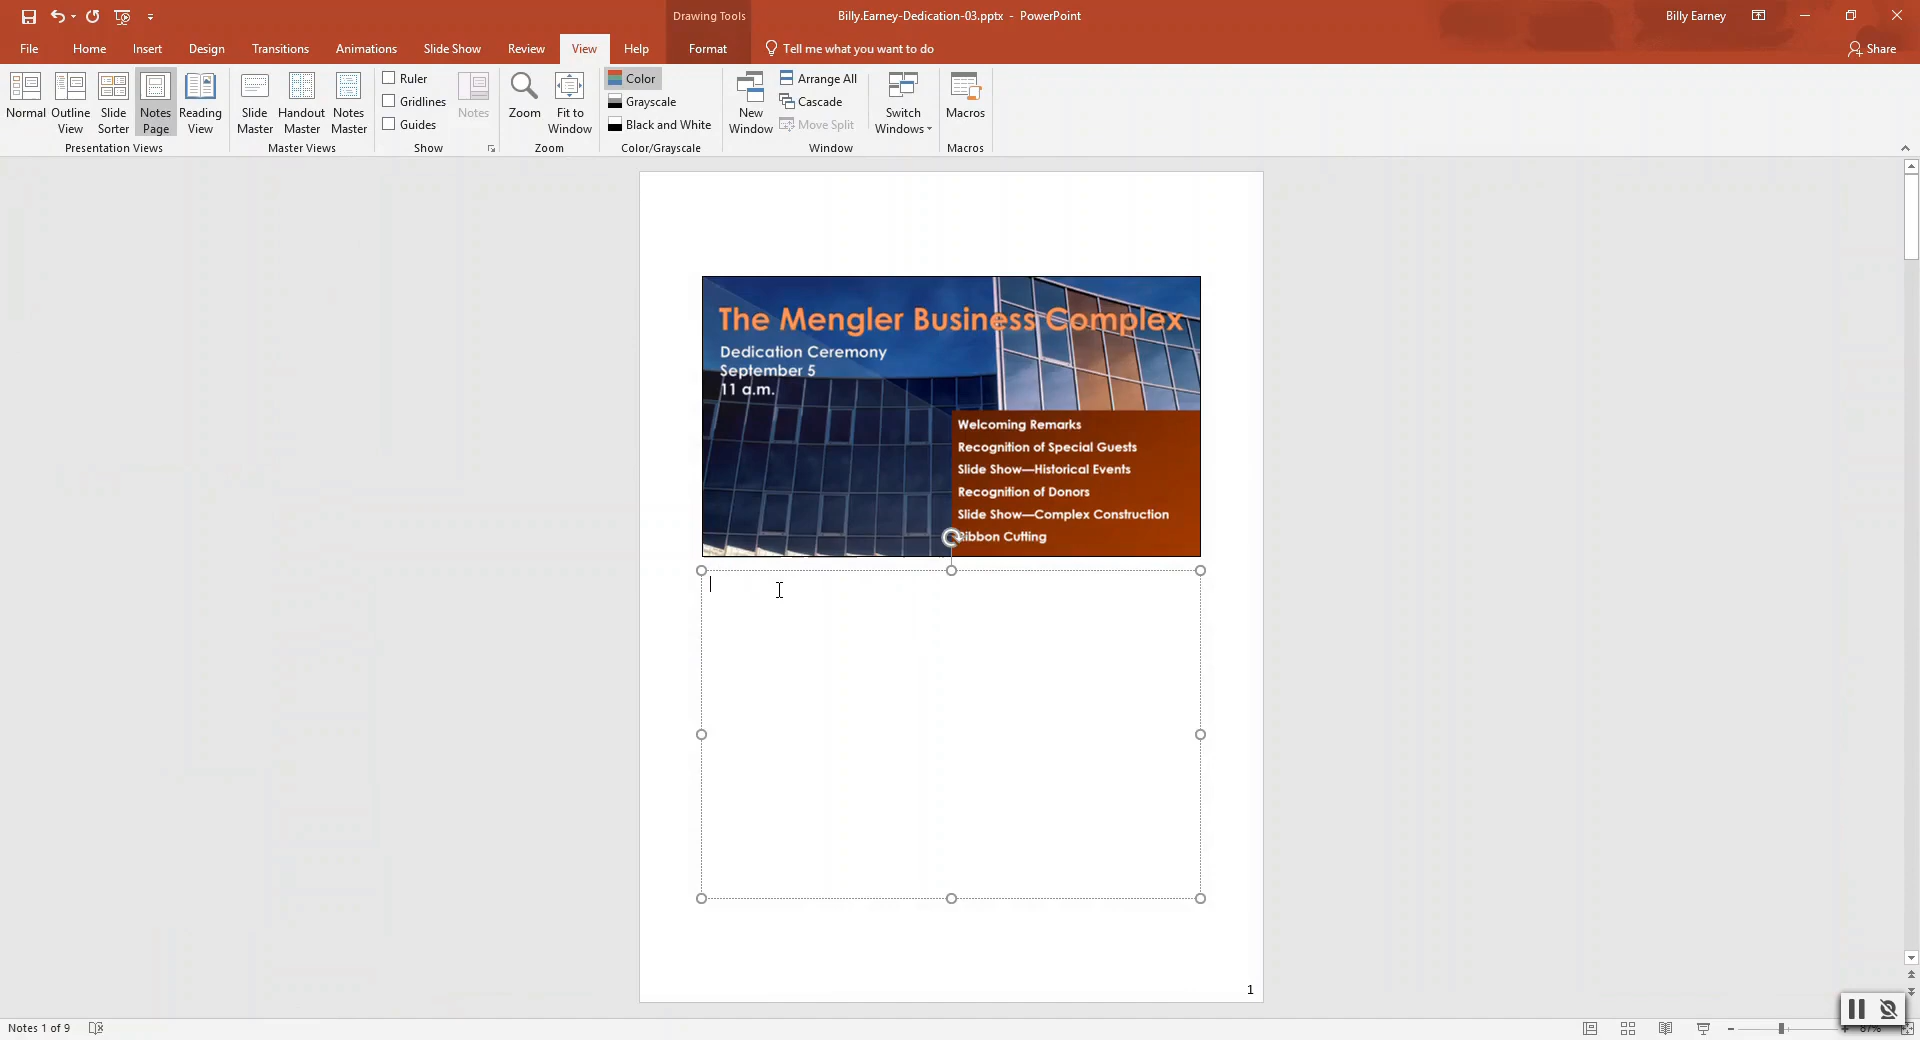 Drawing Tools
Billy.Earney-Dedication-03.pptx - PowerPoint
Billy Earney
File Home Insert Design Transitions Animations Slide Show Review View Help Format Tell me what you want to do Share
Normal
Outline View
Slide Sorter
Notes Page
Reading View
Presentation Views
Slide Master
Handout Master
Notes Master
Master Views
Ruler
Gridlines
Guides
Show
Notes
Zoom
Fit to Window
Zoom
Color
Grayscale
Black and White
Color/Grayscale
New Window
Arrange All
Cascade
Move Split
Switch Windows
Window
Macros
Macros
The Mengler Business Complex
Dedication Ceremony
September 5
11 a.m.
Welcoming Remarks
Recognition of Special Guests
Slide Show—Historical Events
Recognition of Donors
Slide Show—Complex Construction
Ribbon Cutting
1
Notes 1 of 9
87%